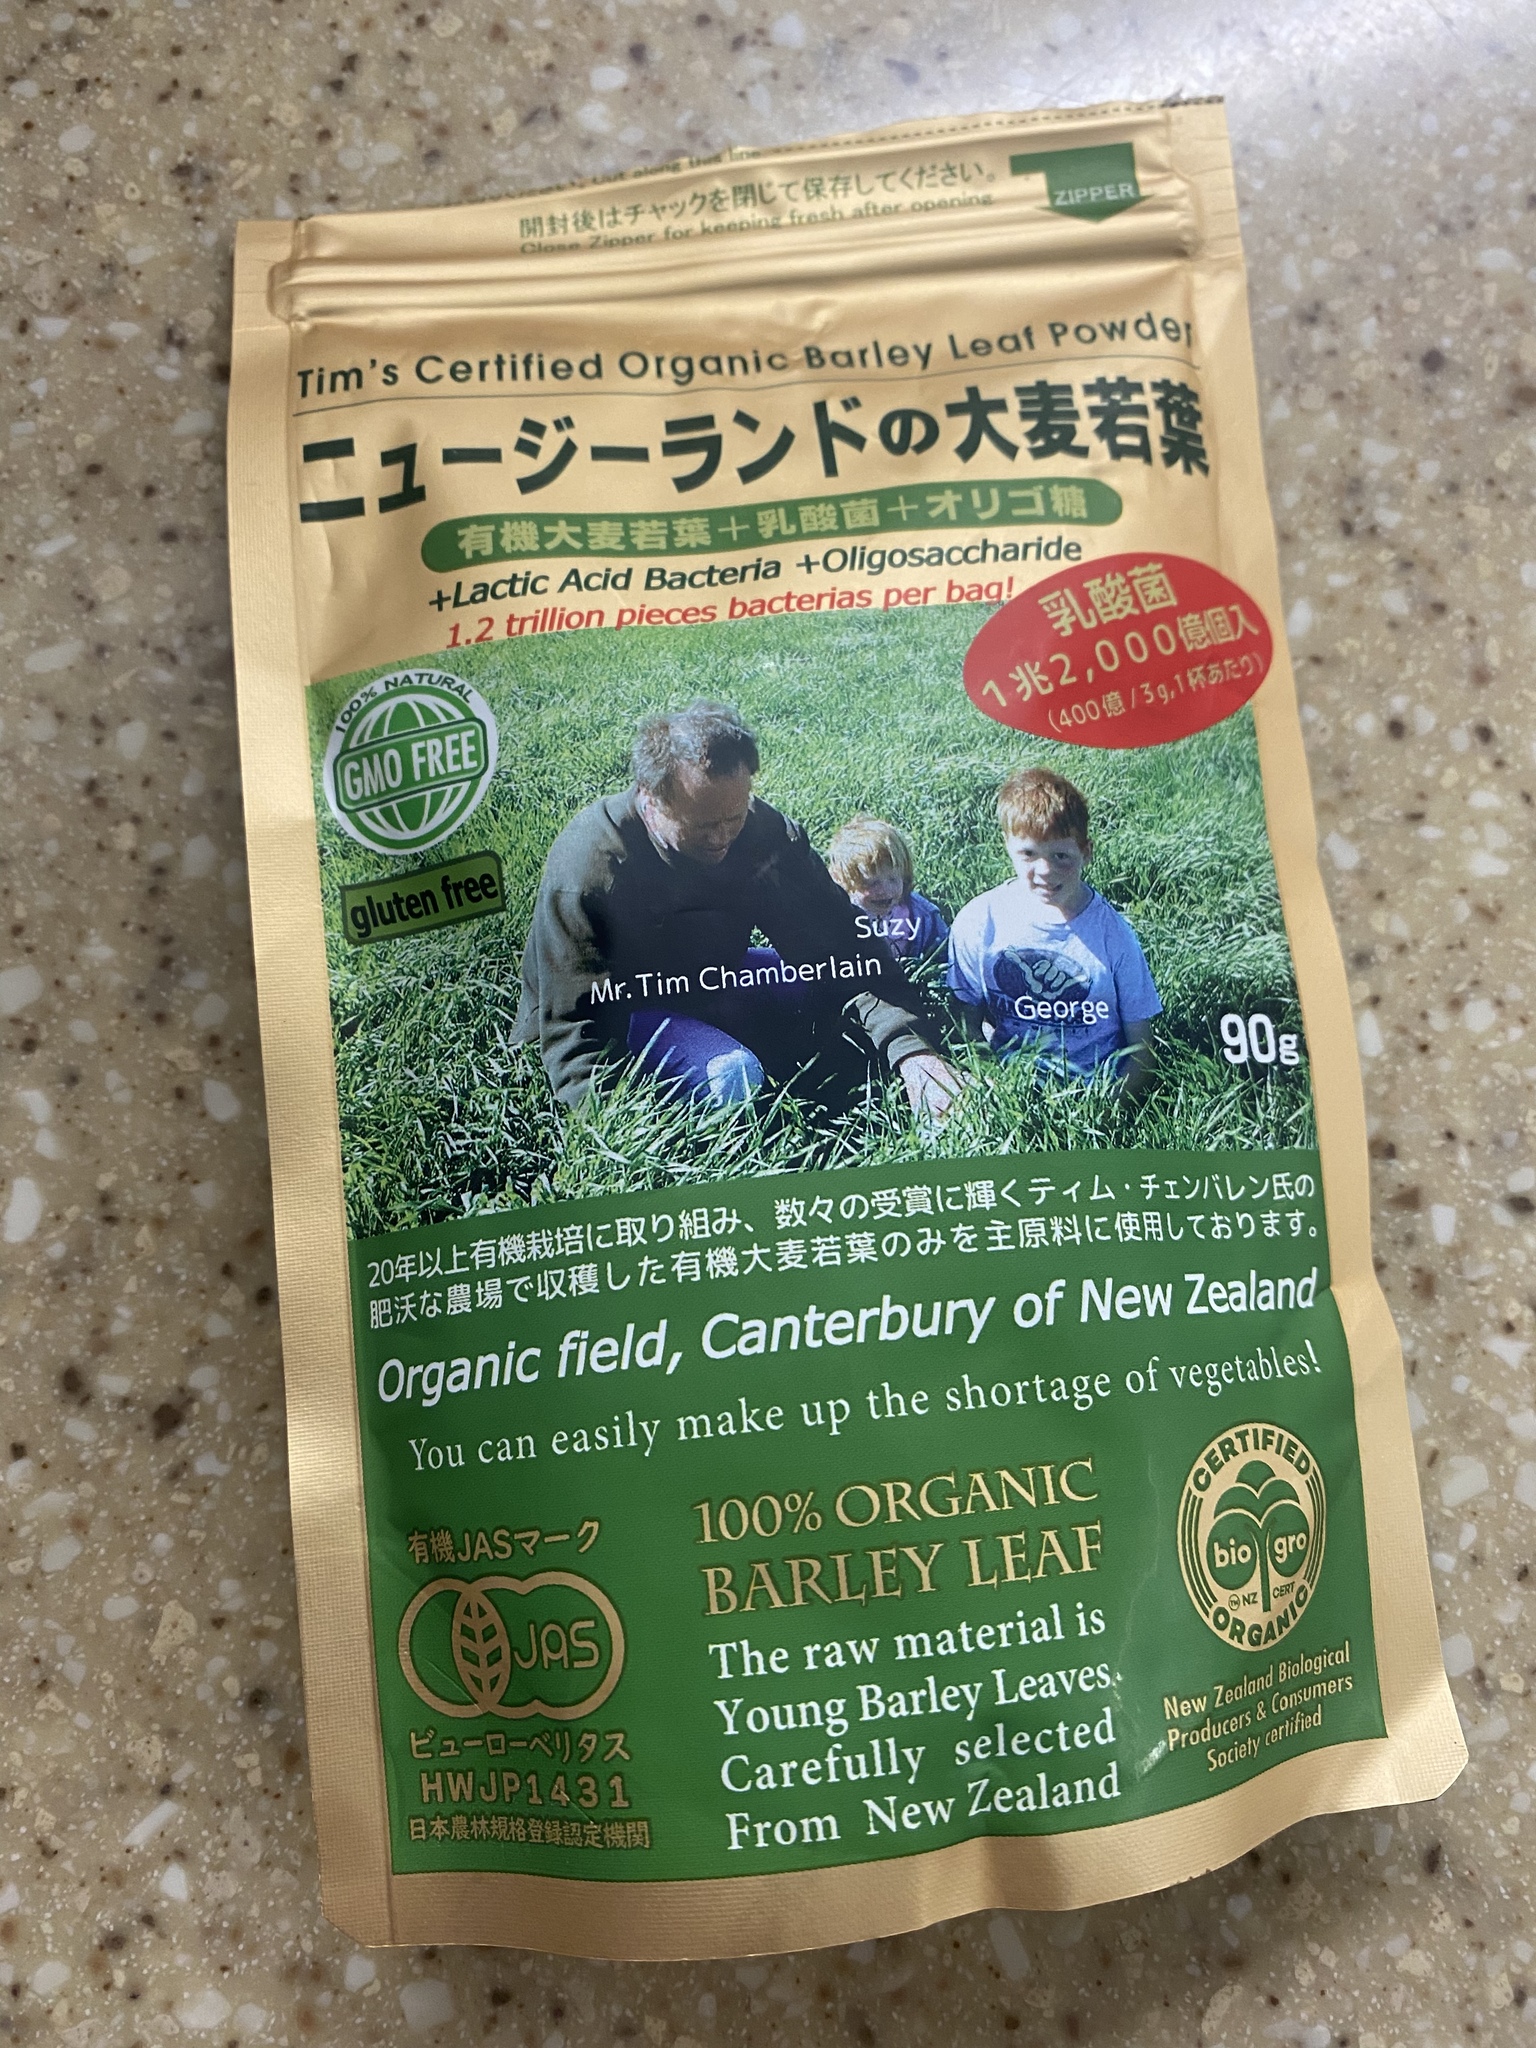 cut along this line
開封後はチャックを閉じて保存してください。
Close Zipper for keeping fresh after opening
ZIPPER
Tim's Certified Organic Barley Leaf Powder
ニュージーランドの大麦若葉
有機大麦若葉＋乳酸菌＋オリゴ糖
+Lactic Acid Bacteria +Oligosaccharide
1.2 trillion pieces bacterias per bag!
乳酸菌
1兆2,000億個入
(400億/3g,1杯あたり)
100% NATURAL
GMO FREE
gluten free
Suzy
Mr.Tim Chamberlain
George
90g
20年以上有機栽培に取り組み、数々の受賞に輝くティム・チェンバレン氏の
肥沃な農場で収穫した有機大麦若葉のみを主原料に使用しております。
Organic field, Canterbury of New Zealand
You can easily make up the shortage of vegetables!
有機JASマーク
JAS
ビューローベリタス
HWJP1431
日本農林規格登録認定機関
100% ORGANIC
BARLEY LEAF
The raw material is
Young Barley Leaves
Carefully selected
From New Zealand
CERTIFIED
bio gro
TM NZ CERT
ORGANIC
New Zealand Biological
Producers & Consumers
Society certified